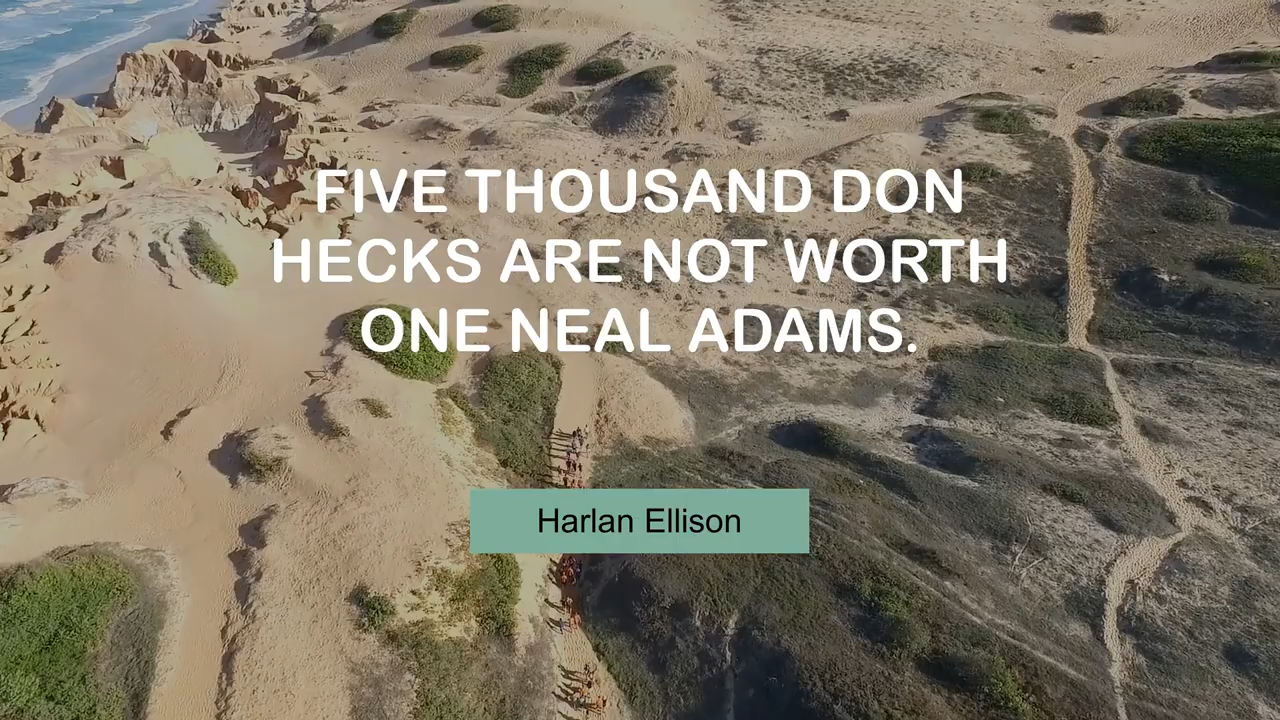 FIVE THOUSAND DON
HECKS ARE NOT WORTH
ONE NEAL ADAMS.
Harlan Ellison